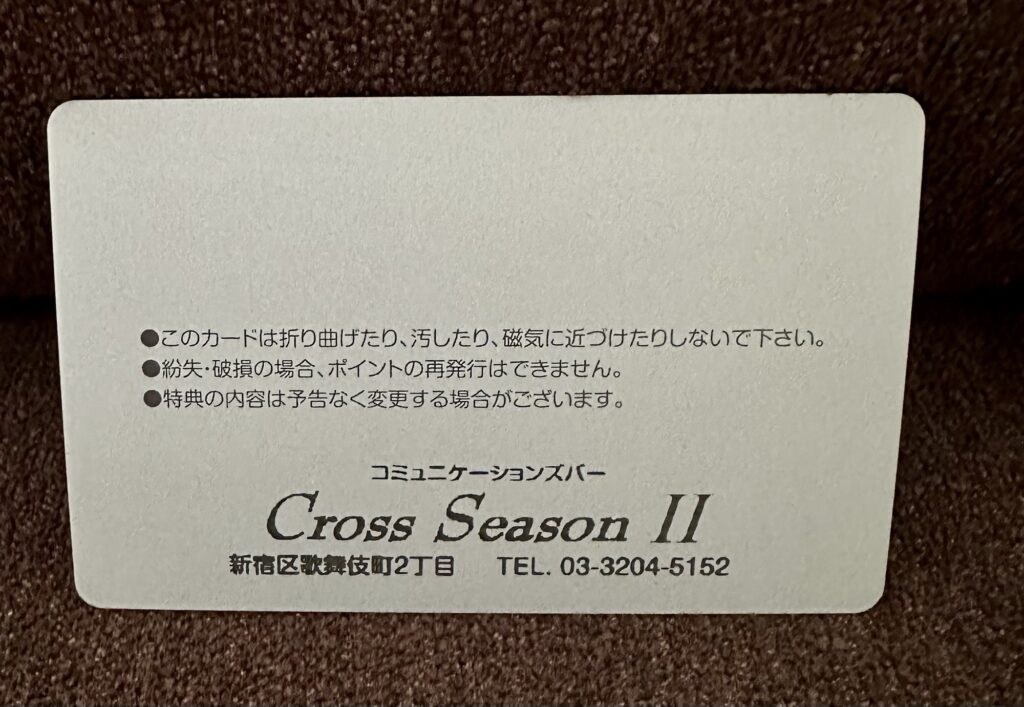 ●このカードは折り曲げたり、汚したり、磁気に近づけたりしないで下さい。
●紛失・破損の場合、ポイントの再発行はできません。
●特典の内容は予告なく変更する場合がございます。
コミュニケーションズバー
Cross Season II
新宿区歌舞伎町2丁目 TEL. 03-3204-5152